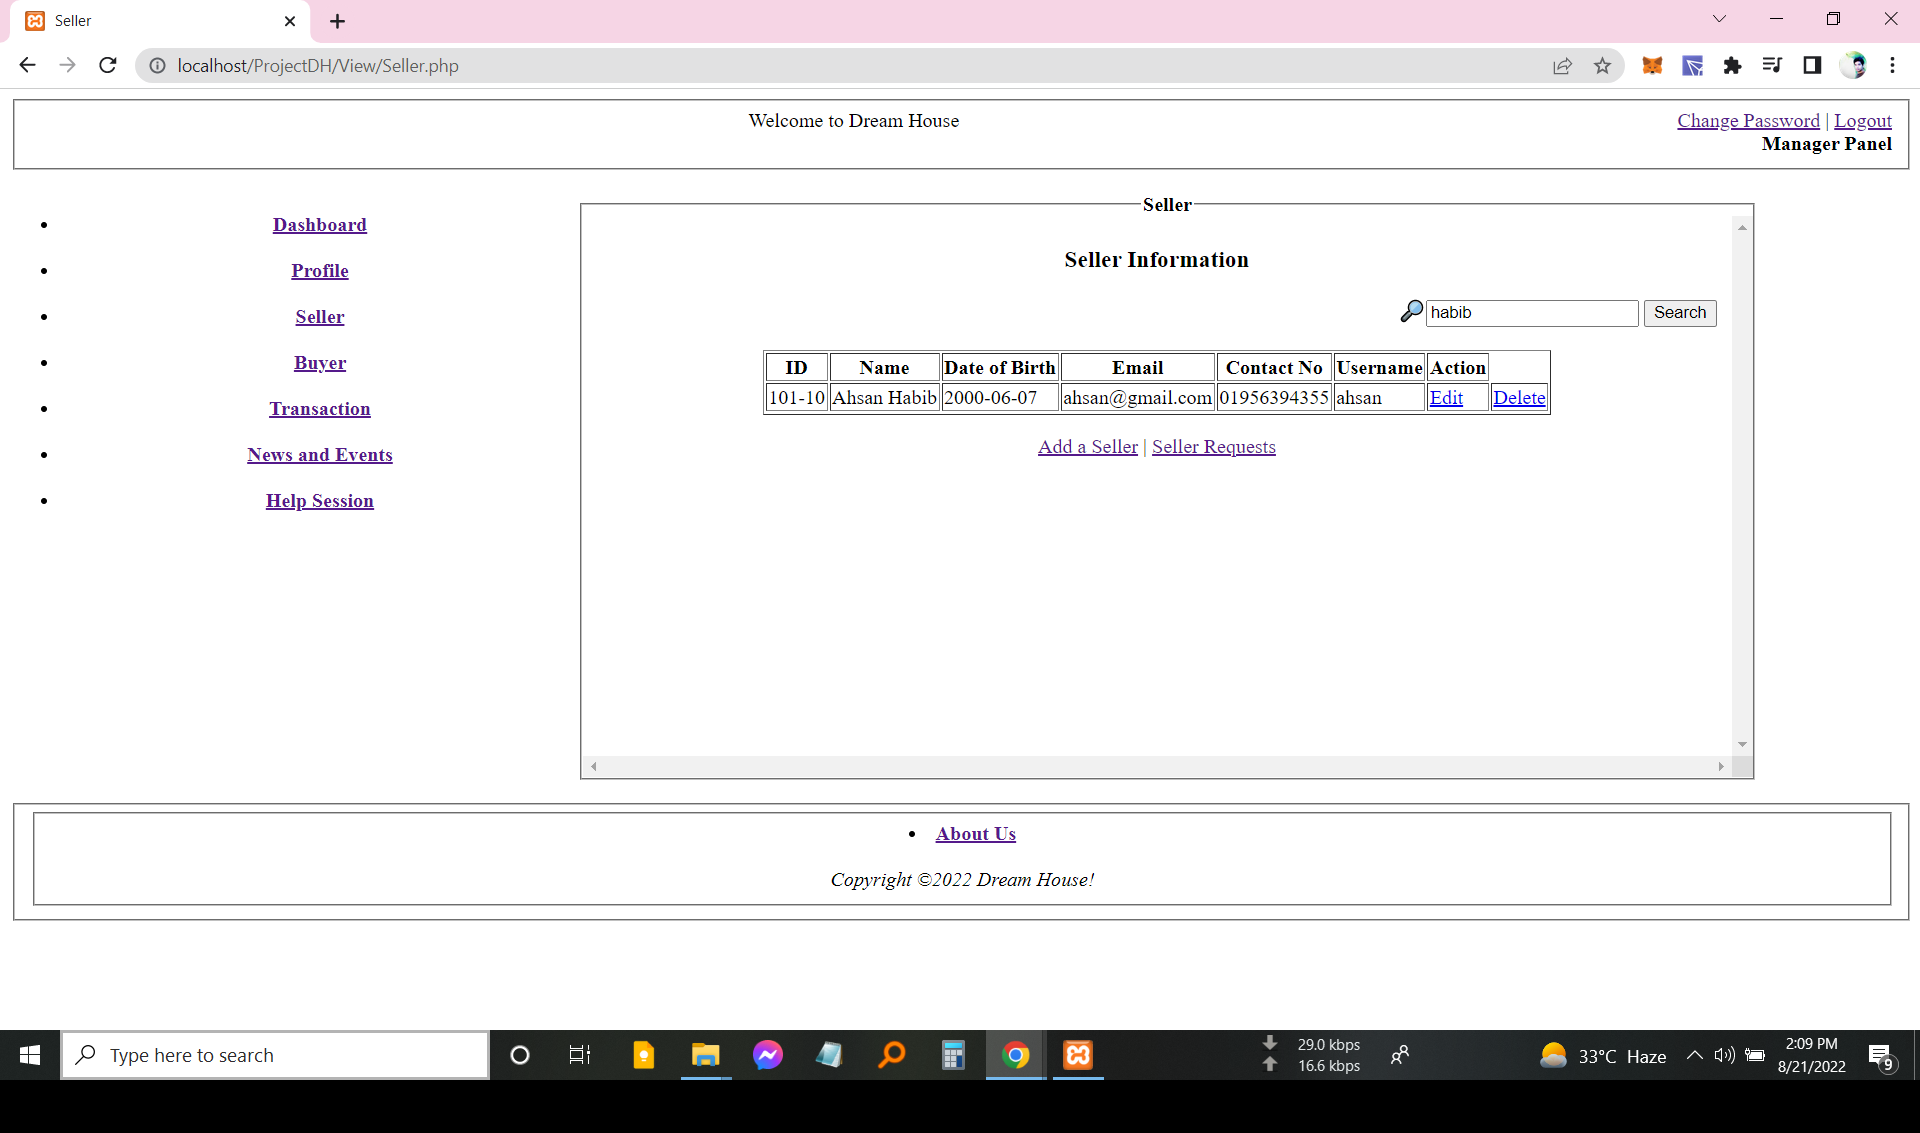 Seller
localhost/ProjectDH/View/Seller.php
Welcome to Dream House
Change Password | Logout
Manager Panel
Dashboard
Profile
Seller
Buyer
Transaction
News and Events
Help Session
Seller
Seller Information
habib Search
ID Name Date of Birth Email Contact No Username Action
101-10 Ahsan Habib 2000-06-07 ahsan@gmail.com 01956394355 ahsan Edit Delete
Add a Seller | Seller Requests
About Us
Copyright ©2022 Dream House!
Type here to search
29.0 kbps
16.6 kbps
33°C Haze
2:09 PM
8/21/2022
9